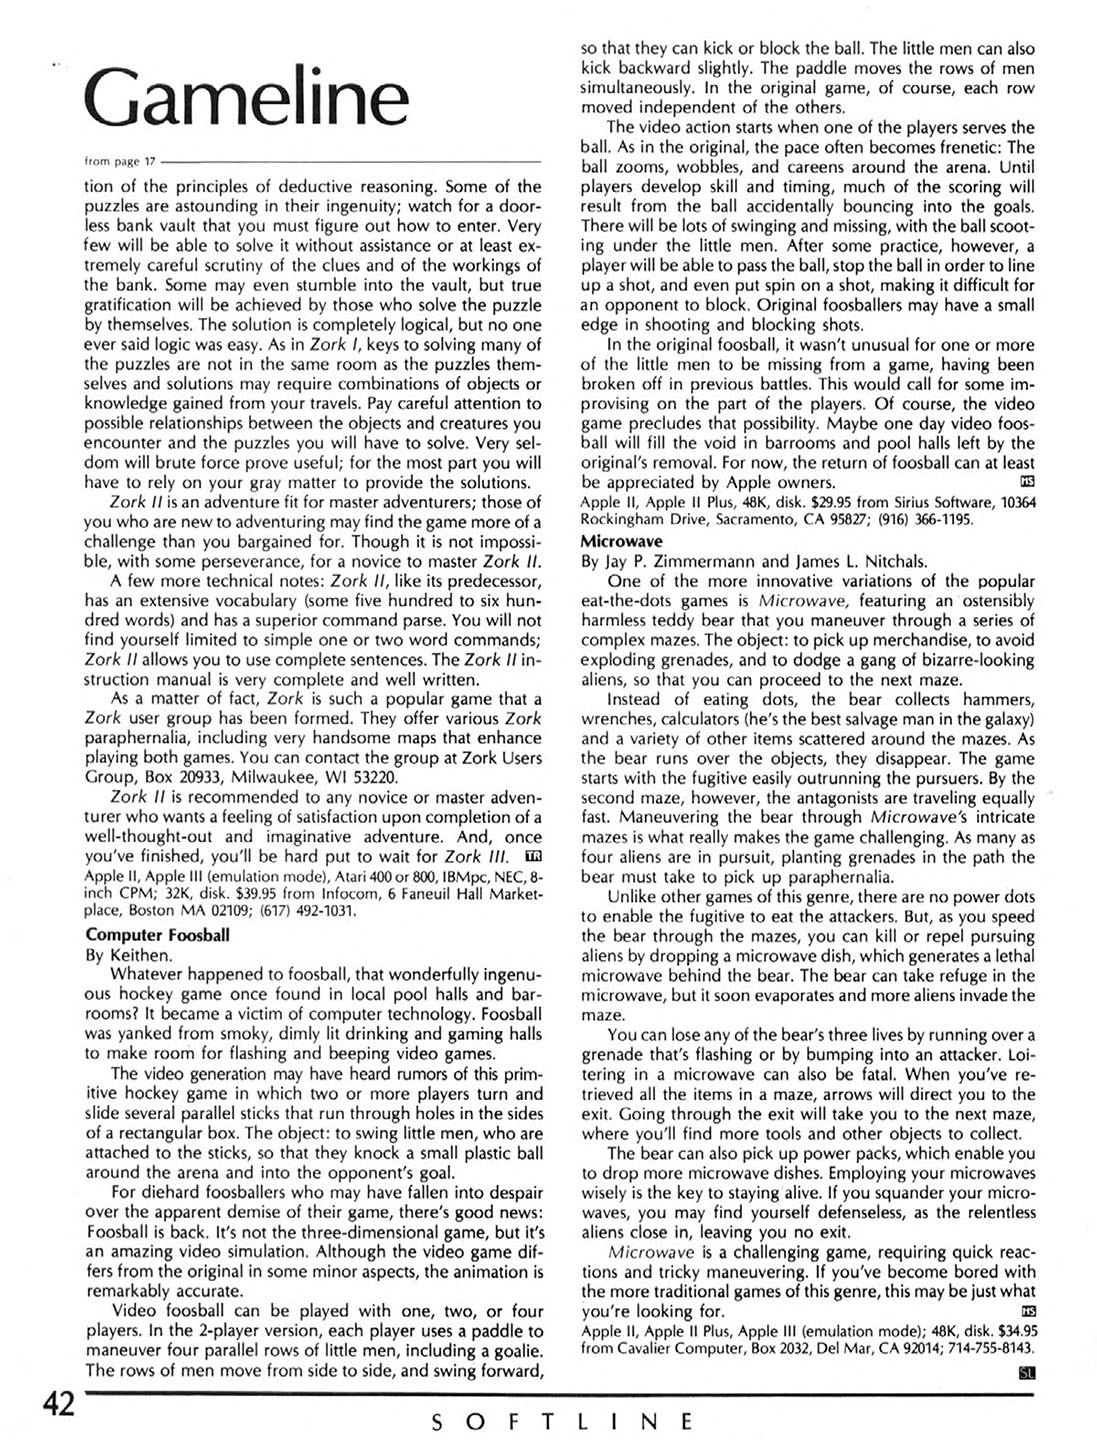 Gameline
from page 17
tion of the principles of deductive reasoning. Some of the
puzzles are astounding in their ingenuity; watch for a door-
less bank vault that you must figure out how to enter. Very
few will be able to solve it without assistance or at least ex-
tremely careful scrutiny of the clues and of the workings of
the bank. Some may even stumble into the vault, but true
gratification will be achieved by those who solve the puzzle
by themselves. The solution is completely logical, but no one
ever said logic was easy. As in Zork I, keys to solving many of
the puzzles are not in the same room as the puzzles them-
selves and solutions may require combinations of objects or
knowledge gained from your travels. Pay careful attention to
possible relationships between the objects and creatures you
encounter and the puzzles you will have to solve. Very sel-
dom will brute force prove useful; for the most part you will
have to rely on your gray matter to provide the solutions.
Zork II is an adventure fit for master adventurers; those of
you who are new to adventuring may find the game more of a
challenge than you bargained for. Though it is not impossi-
ble, with some perseverance, for a novice to master Zork II.
A few more technical notes: Zork II, like its predecessor,
has an extensive vocabulary (some five hundred to six hun-
dred words) and has a superior command parse. You will not
find yourself limited to simple one or two word commands;
Zork II allows you to use complete sentences. The Zork II in-
struction manual is very complete and well written.
As a matter of fact, Zork is such a popular game that a
Zork user group has been formed. They offer various Zork
paraphernalia, including very handsome maps that enhance
playing both games. You can contact the group at Zork Users
Group, Box 20933, Milwaukee, WI 53220.
Zork II is recommended to any novice or master adven-
turer who wants a feeling of satisfaction upon completion of a
well-thought-out and imaginative adventure. And, once
you've finished, you'll be hard put to wait for Zork III. TR
Apple II, Apple III (emulation mode), Atari 400 or 800, IBMpc, NEC, 8-
inch CPM; 32K, disk. $39.95 from Infocom, 6 Faneuil Hall Market-
place, Boston MA 02109; (617) 492-1031.
Computer Foosball
By Keithen.
Whatever happened to foosball, that wonderfully ingenu-
ous hockey game once found in local pool halls and bar-
rooms? It became a victim of computer technology. Foosball
was yanked from smoky, dimly lit drinking and gaming halls
to make room for flashing and beeping video games.
The video generation may have heard rumors of this prim-
itive hockey game in which two or more players turn and
slide several parallel sticks that run through holes in the sides
of a rectangular box. The object: to swing little men, who are
attached to the sticks, so that they knock a small plastic ball
around the arena and into the opponent's goal.
For diehard foosballers who may have fallen into despair
over the apparent demise of their game, there's good news:
Foosball is back. It's not the three-dimensional game, but it's
an amazing video simulation. Although the video game dif-
fers from the original in some minor aspects, the animation is
remarkably accurate.
Video foosball can be played with one, two, or four
players. In the 2-player version, each player uses a paddle to
maneuver four parallel rows of little men, including a goalie.
The rows of men move from side to side, and swing forward,
so that they can kick or block the ball. The little men can also
kick backward slightly. The paddle moves the rows of men
simultaneously. In the original game, of course, each row
moved independent of the others.
The video action starts when one of the players serves the
ball. As in the original, the pace often becomes frenetic: The
ball zooms, wobbles, and careens around the arena. Until
players develop skill and timing, much of the scoring will
result from the ball accidentally bouncing into the goals.
There will be lots of swinging and missing, with the ball scoot-
ing under the little men. After some practice, however, a
player will be able to pass the ball, stop the ball in order to line
up a shot, and even put spin on a shot, making it difficult for
an opponent to block. Original foosballers may have a small
edge in shooting and blocking shots.
In the original foosball, it wasn't unusual for one or more
of the little men to be missing from a game, having been
broken off in previous battles. This would call for some im-
provising on the part of the players. Of course, the video
game precludes that possibility. Maybe one day video foos-
ball will fill the void in barrooms and pool halls left by the
original's removal. For now, the return of foosball can at least
be appreciated by Apple owners. MS
Apple II, Apple II Plus, 48K, disk. $29.95 from Sirius Software, 10364
Rockingham Drive, Sacramento, CA 95827; (916) 366-1195.
Microwave
By Jay P. Zimmermann and James L. Nitchals.
One of the more innovative variations of the popular
eat-the-dots games is Microwave, featuring an ostensibly
harmless teddy bear that you maneuver through a series of
complex mazes. The object: to pick up merchandise, to avoid
exploding grenades, and to dodge a gang of bizarre-looking
aliens, so that you can proceed to the next maze.
Instead of eating dots, the bear collects hammers,
wrenches, calculators (he's the best salvage man in the galaxy)
and a variety of other items scattered around the mazes. As
the bear runs over the objects, they disappear. The game
starts with the fugitive easily outrunning the pursuers. By the
second maze, however, the antagonists are traveling equally
fast. Maneuvering the bear through Microwave's intricate
mazes is what really makes the game challenging. As many as
four aliens are in pursuit, planting grenades in the path the
bear must take to pick up paraphernalia.
Unlike other games of this genre, there are no power dots
to enable the fugitive to eat the attackers. But, as you speed
the bear through the mazes, you can kill or repel pursuing
aliens by dropping a microwave dish, which generates a lethal
microwave behind the bear. The bear can take refuge in the
microwave, but it soon evaporates and more aliens invade the
maze.
You can lose any of the bear's three lives by running over a
grenade that's flashing or by bumping into an attacker. Loi-
tering in a microwave can also be fatal. When you've re-
trieved all the items in a maze, arrows will direct you to the
exit. Going through the exit will take you to the next maze,
where you'll find more tools and other objects to collect.
The bear can also pick up power packs, which enable you
to drop more microwave dishes. Employing your microwaves
wisely is the key to staying alive. If you squander your micro-
waves, you may find yourself defenseless, as the relentless
aliens close in, leaving you no exit.
Microwave is a challenging game, requiring quick reac-
tions and tricky maneuvering. If you've become bored with
the more traditional games of this genre, this may be just what
you're looking for. MS
Apple II, Apple II Plus, Apple III (emulation mode); 48K, disk. $34.95
from Cavalier Computer, Box 2032, Del Mar, CA 92014; 714-755-8143.
SL
42
SOFTLINE